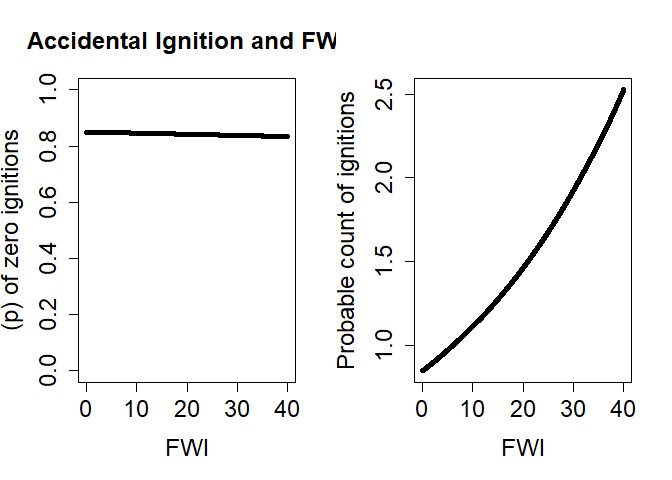 Accidental Ignition and FW
(p) of zero ignitions
0.0 0.2 0.4 0.6 0.8 1.0
0 10 20 30 40
FWI
Probable count of ignitions
1.0 1.5 2.0 2.5
0 10 20 30 40
FWI